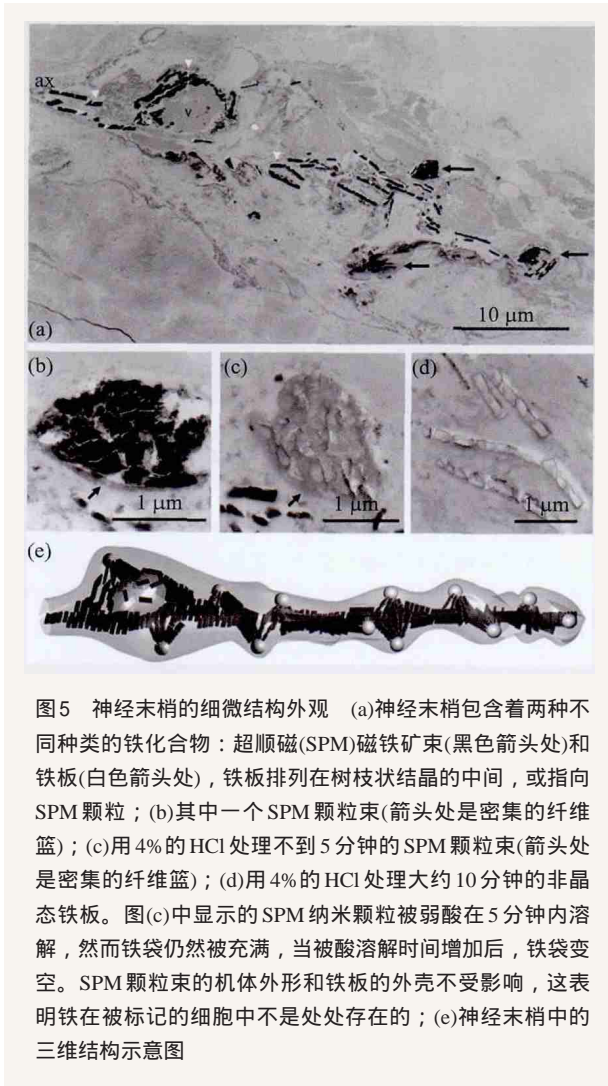 ax
v
10 μm
(a)
(b)
(c)
(d)
1 μm
1 μm
1 μm
(e)
图5 神经末梢的细微结构外观 (a)神经末梢包含着两种不
同种类的铁化合物：超顺磁(SPM)磁铁矿束(黑色箭头处)和
铁板(白色箭头处)，铁板排列在树枝状结晶的中间，或指向
SPM颗粒；(b)其中一个SPM颗粒束(箭头处是密集的纤维
篮)；(c)用4%的HCl处理不到5分钟的SPM颗粒束(箭头处
是密集的纤维篮)；(d)用4%的HCl处理大约10分钟的非晶
态铁板。图(c)中显示的SPM纳米颗粒被弱酸在5分钟内溶
解，然而铁袋仍然被充满，当被酸溶解时间增加后，铁袋变
空。SPM颗粒束的机体外形和铁板的外壳不受影响，这表
明铁在被标记的细胞中不是处处存在的；(e)神经末梢中的
三维结构示意图